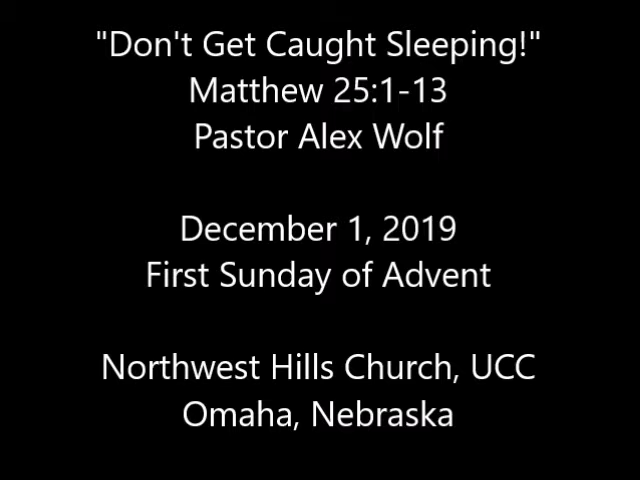 "Don't Get Caught Sleeping!"
Matthew 25:1-13
Pastor Alex Wolf
December 1, 2019
First Sunday of Advent
Northwest Hills Church, UCC
Omaha, Nebraska